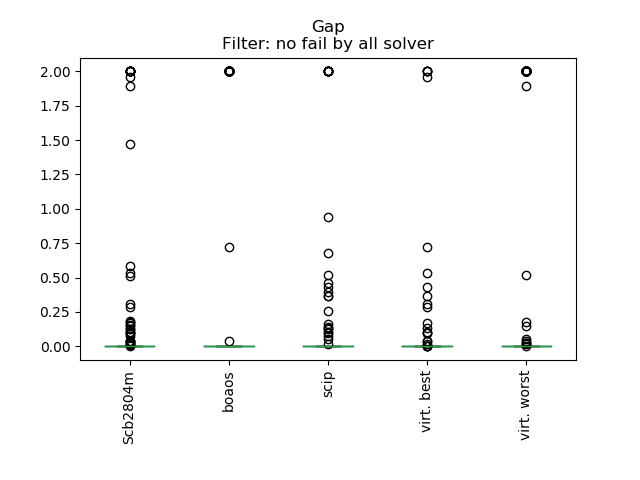 Gap
Filter: no fail by all solver
2.00
1.75
1.50
1.25
1.00
0.75
0.50
0.25
0.00
Scb2804m
boaos
scip
virt. best
virt. worst